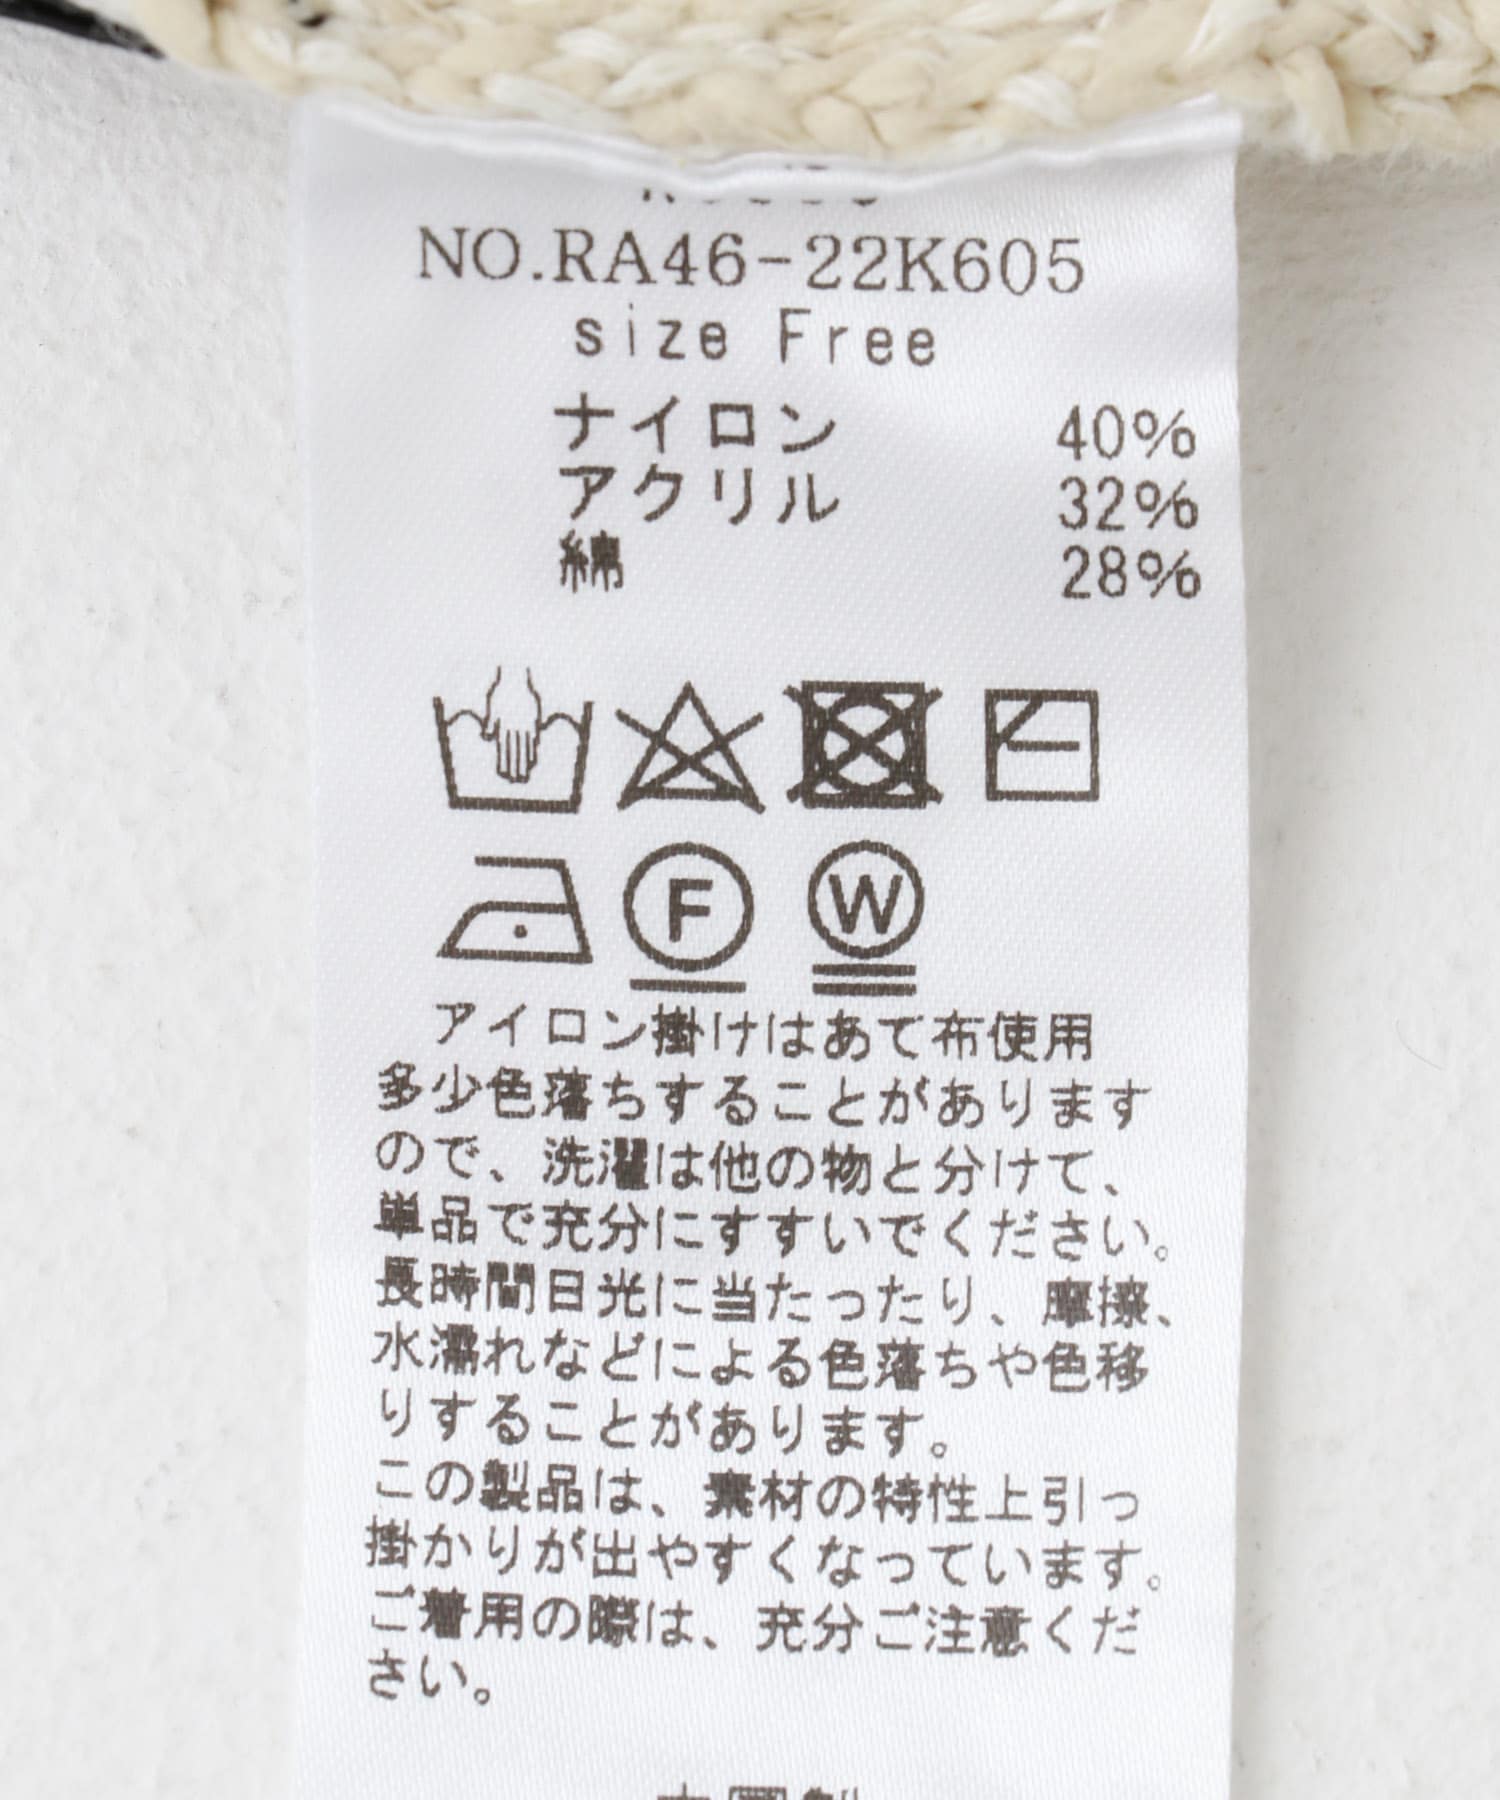 NO.RA46-22K605
size Free
ナイロン 40%
アクリル 32%
綿 28%
F W
アイロン掛けはあて布使用
多少色落ちすることがあります
ので、洗濯は他の物と分けて、
単品で充分にすすいでください。
長時間日光に当たったり、摩擦、
水濡れなどによる色落ちや色移
りすることがあります。
この製品は、素材の特性上引っ
掛かりが出やすくなっています。
ご着用の際は、充分ご注意くだ
さい。